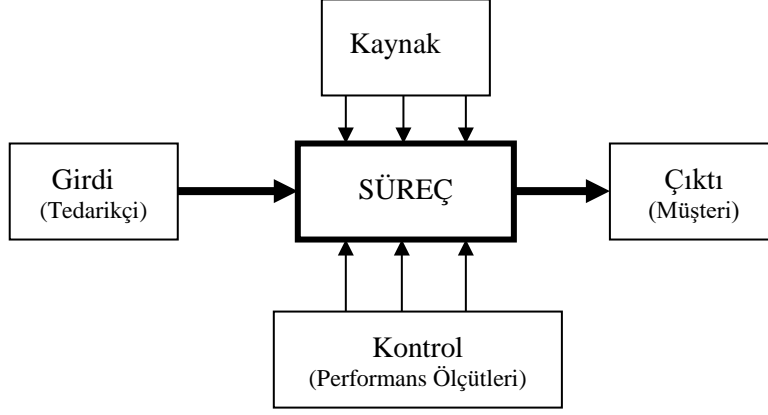 Kaynak
Girdi
(Tedarikçi)
SÜREÇ
Çıktı
(Müşteri)
Kontrol
(Performans Ölçütleri)